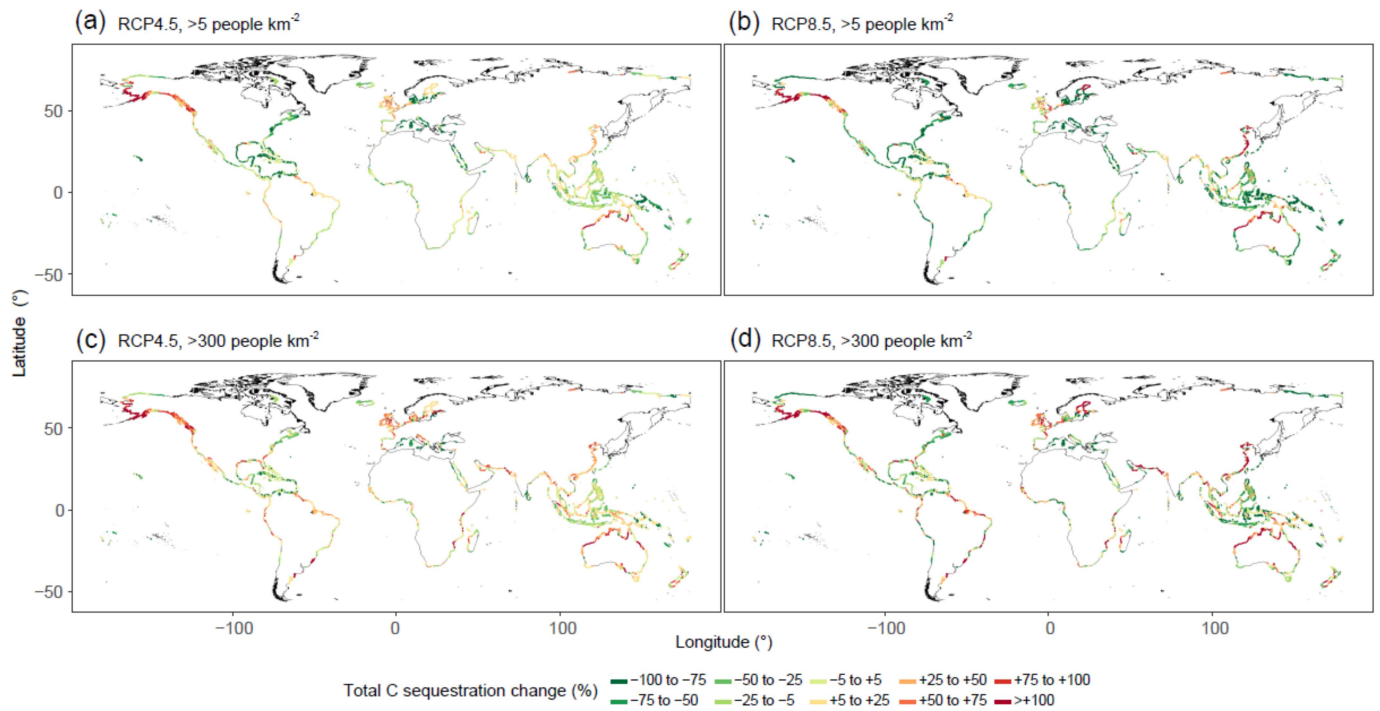 (a) RCP4.5, >5 people km⁻²
(b) RCP8.5, >5 people km⁻²
50
0
−50
(c) RCP4.5, >300 people km⁻²
(d) RCP8.5, >300 people km⁻²
50
0
−50
Latitude (°)
−100 0 100
−100 0 100
Longitude (°)
Total C sequestration change (%)
−100 to −75 −50 to −25 −5 to +5 +25 to +50 +75 to +100
−75 to −50 −25 to −5 +5 to +25 +50 to +75 >+100